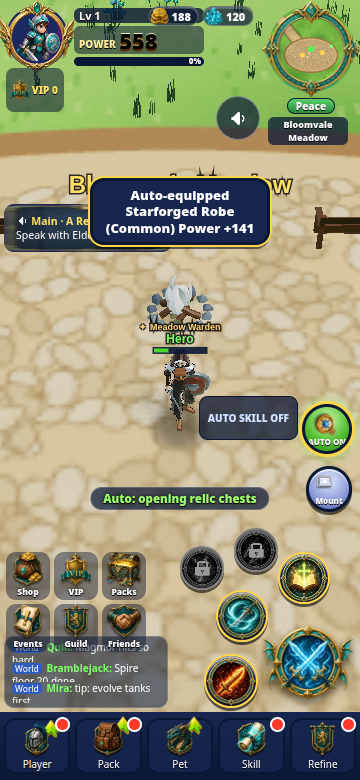 Lv 1
188
120
POWER 558
0%
VIP 0
Peace
Bloomvale
Meadow
Auto-equipped
Starforged Robe
(Common) Power +141
Main · A Re
Speak with Eld
Meadow Warden
Hero
AUTO SKILL OFF
AUTO ON
Mount
Auto: opening relic chests
Shop
VIP
Packs
Events
Guild
Friends
World
hard
World Bramblejack: Spire
floor 20 done
World Mira: tip: evolve tanks
first
Player
Pack
Pet
Skill
Refine